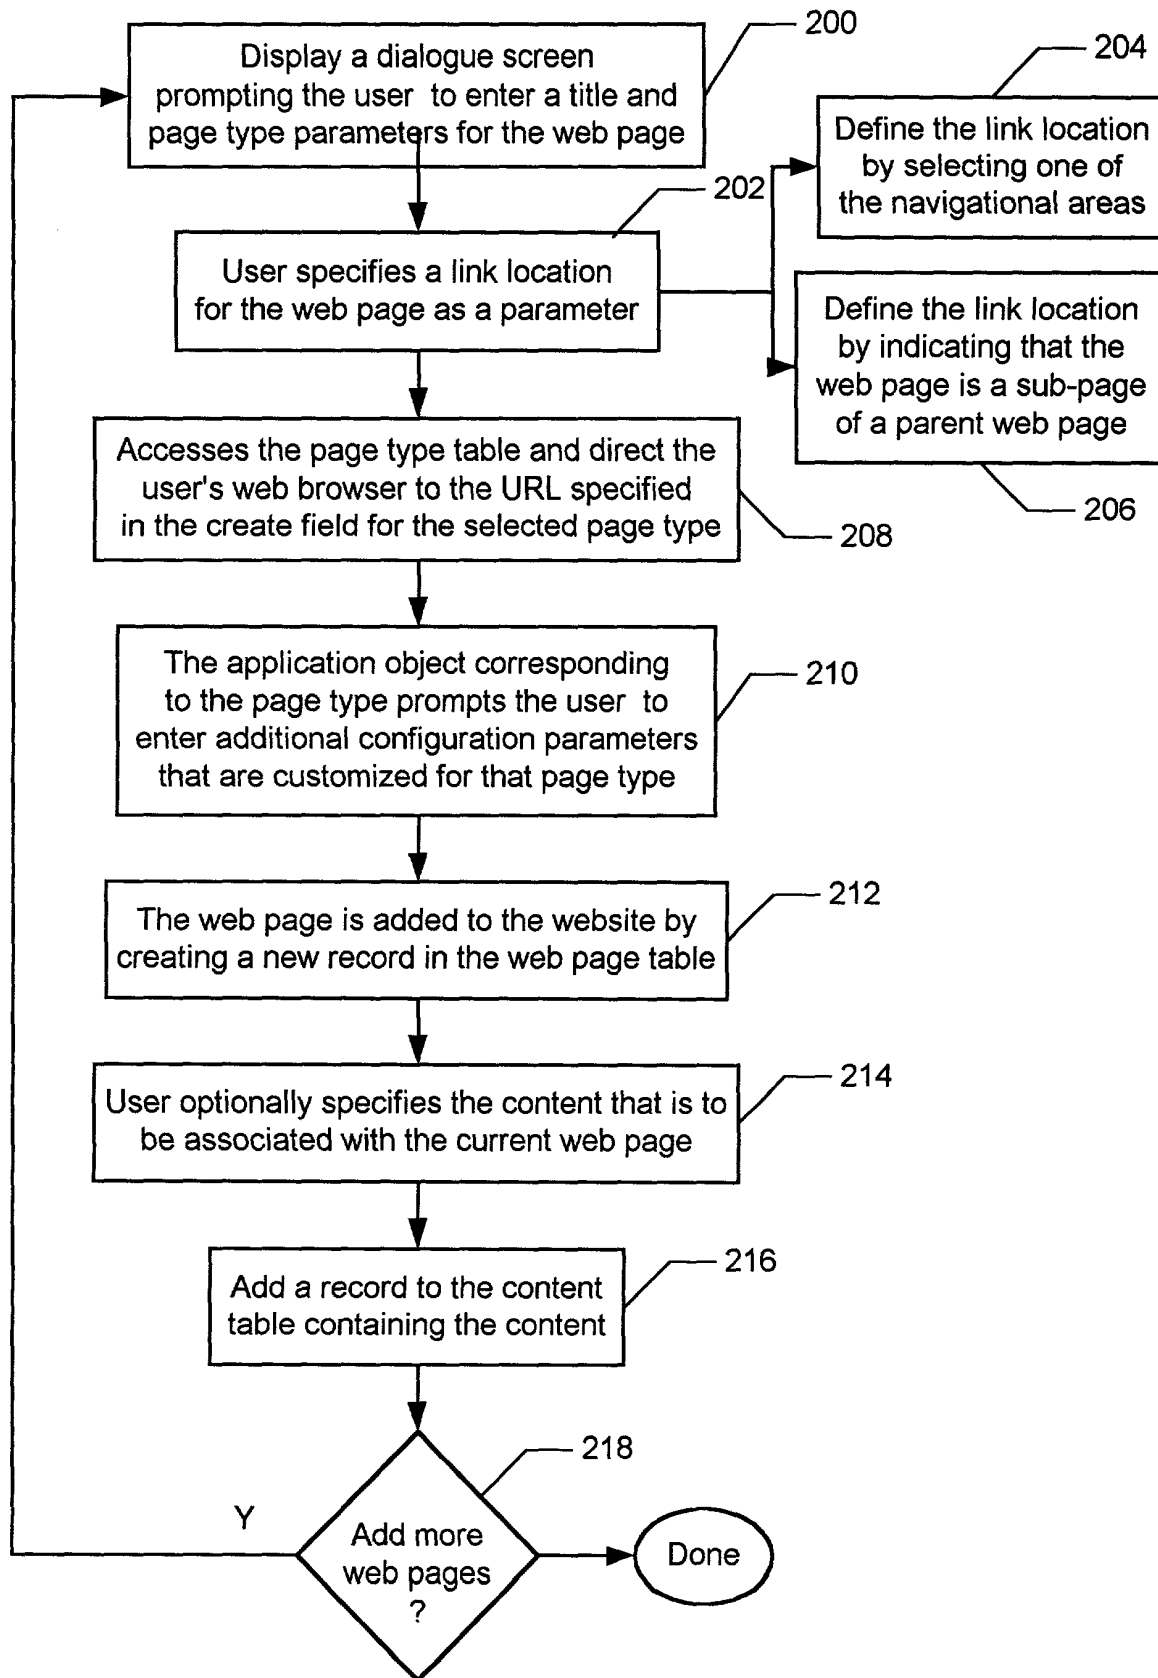 Display a dialogue screen
prompting the user to enter a title and
page type parameters for the web page
200
204
Define the link location
by selecting one of
the navigational areas
202
User specifies a link location
for the web page as a parameter
Define the link location
by indicating that the
web page is a sub-page
of a parent web page
206
Accesses the page type table and direct the
user's web browser to the URL specified
in the create field for the selected page type
208
The application object corresponding
to the page type prompts the user to
enter additional configuration parameters
that are customized for that page type
210
The web page is added to the website by
creating a new record in the web page table
212
User optionally specifies the content that is to
be associated with the current web page
214
Add a record to the content
table containing the content
216
218
Add more
web pages
?
Y
Done